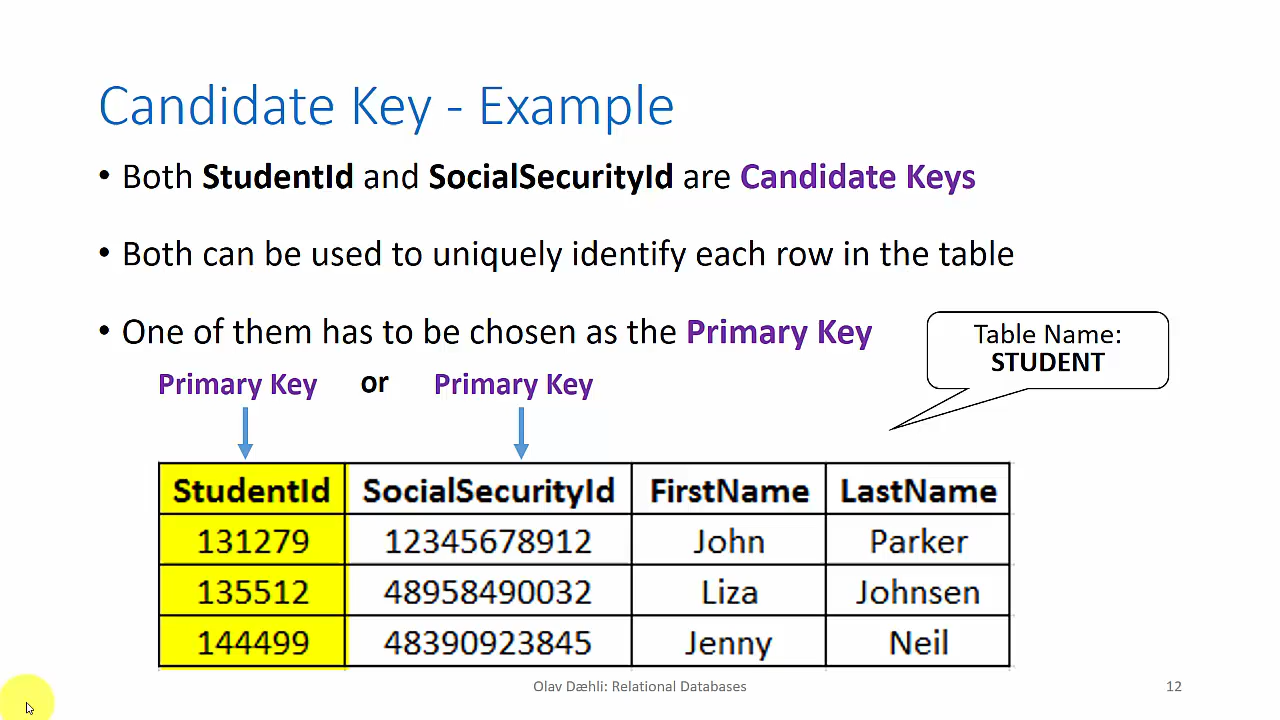 Candidate Key - Example
• Both StudentId and SocialSecurityId are Candidate Keys
• Both can be used to uniquely identify each row in the table
• One of them has to be chosen as the Primary Key
Table Name:
STUDENT
Primary Key or Primary Key
StudentId SocialSecurityId FirstName LastName
131279 12345678912 John Parker
135512 48958490032 Liza Johnsen
144499 48390923845 Jenny Neil
Olav Dæhli: Relational Databases 12